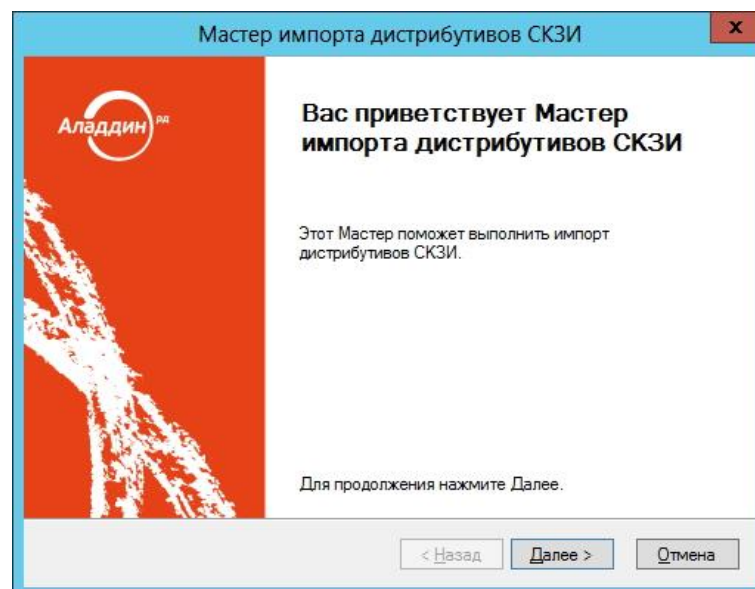 Мастер импорта дистрибутивов СКЗИ
x
Аладдин РД
Вас приветствует Мастер
импорта дистрибутивов СКЗИ
Этот Мастер поможет выполнить импорт
дистрибутивов СКЗИ.
Для продолжения нажмите Далее.
< Назад Далее > Отмена